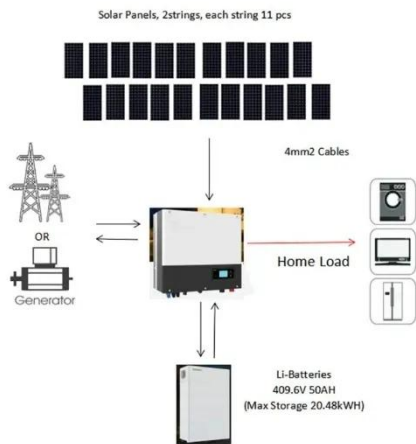 Solar Panels, 2strings, each string 11 pcs
4mm2 Cables
OR
Generator
Home Load
Li-Batteries
409.6V 50AH
(Max Storage 20.48kWH)